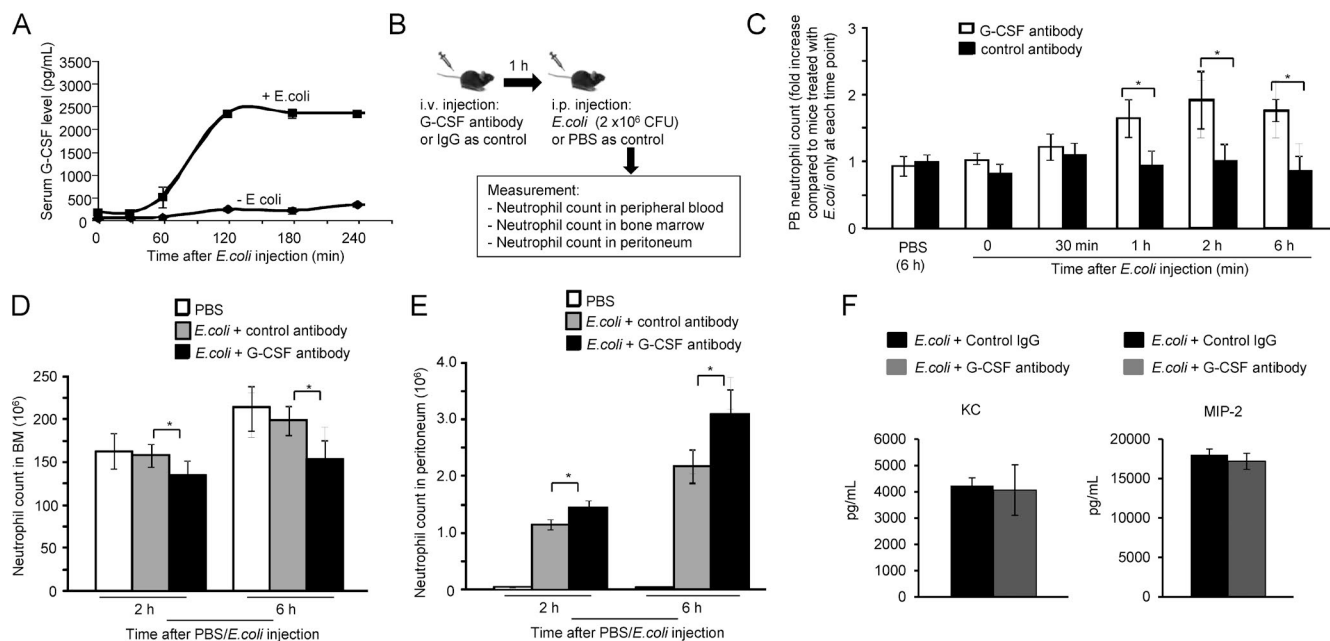 A
Serum G-CSF level (pg/mL)
3500
3000
2500
2000
1500
1000
500
0
+ E.coli
- E coli
0
60
120
180
240
Time after E.coli injection (min)
B
1 h
i.v. injection:
G-CSF antibody
or IgG as control
i.p. injection:
E.coli (2 x10⁶ CFU)
or PBS as control
Measurement:
- Neutrophil count in peripheral blood
- Neutrophil count in bone marrow
- Neutrophil count in peritoneum
C
PB neutrophil count (fold increase
compared to mice treated with
E.coli only at each time point)
3
2
1
0
G-CSF antibody
control antibody
*
*
*
PBS
(6 h)
0
30 min
1 h
2 h
6 h
Time after E.coli injection (min)
D
PBS
E.coli + control antibody
E.coli + G-CSF antibody
Neutrophil count in BM (10⁶)
250
200
150
100
50
0
*
*
2 h
6 h
Time after PBS/E.coli injection
E
PBS
E.coli + control antibody
E.coli + G-CSF antibody
Neutrophil count in peritoneum (10⁶)
4.0
3.0
2.0
1.0
0
*
*
2 h
6 h
Time after PBS/E.coli injection
F
E.coli + Control IgG
E.coli + G-CSF antibody
KC
pg/mL
6000
5000
4000
3000
2000
1000
0
E.coli + Control IgG
E.coli + G-CSF antibody
MIP-2
pg/mL
20000
15000
10000
5000
0